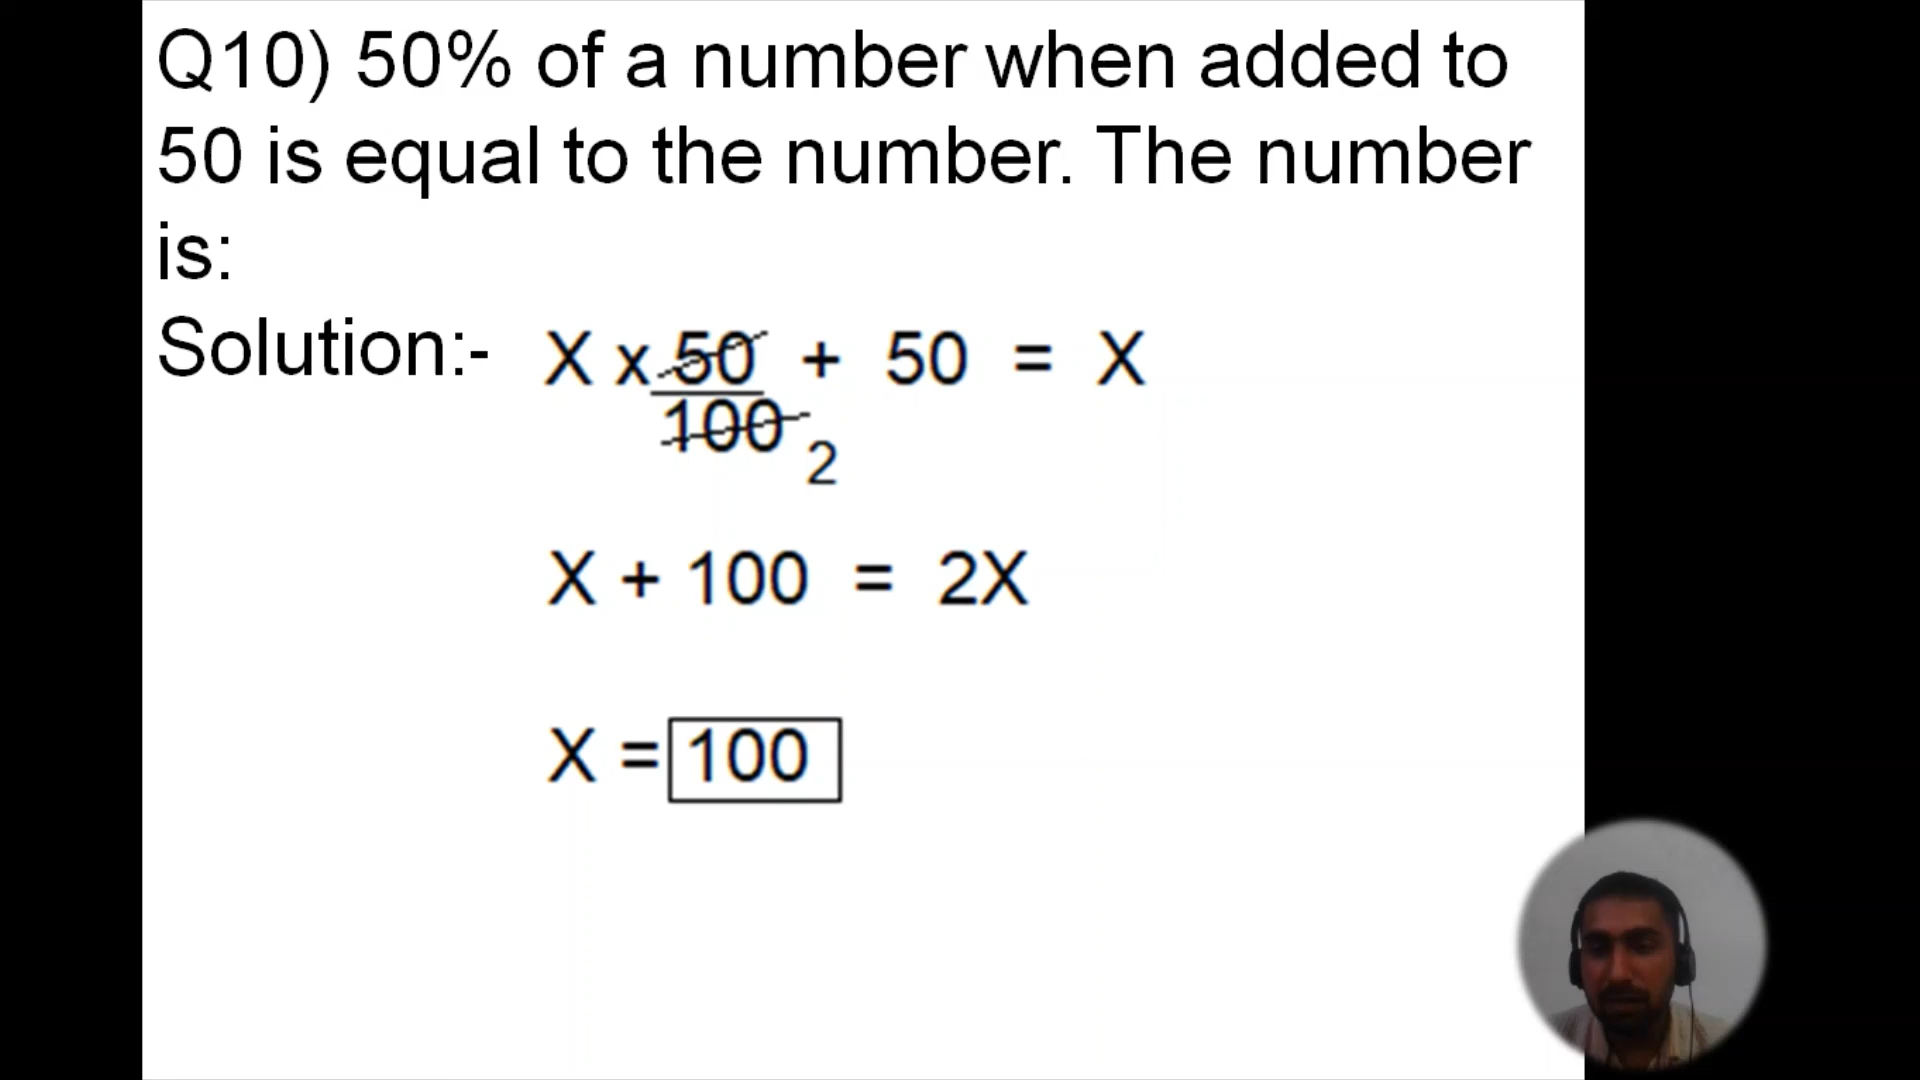 Q10) 50% of a number when added to
50 is equal to the number. The number
is:
Solution:- X x 50 + 50 = X
100
2
X + 100 = 2X
X = 100